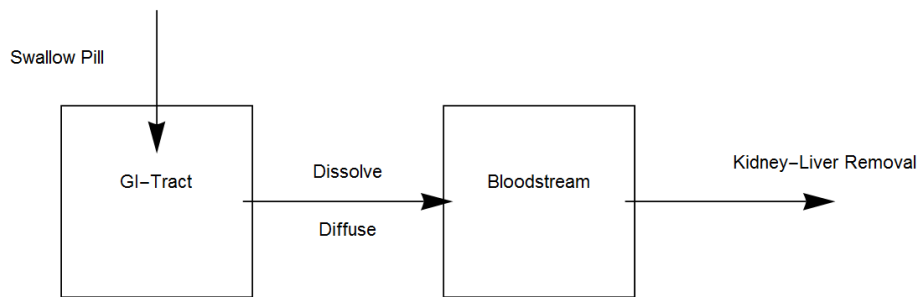 Swallow Pill
GI-Tract
Dissolve
Diffuse
Bloodstream
Kidney-Liver Removal